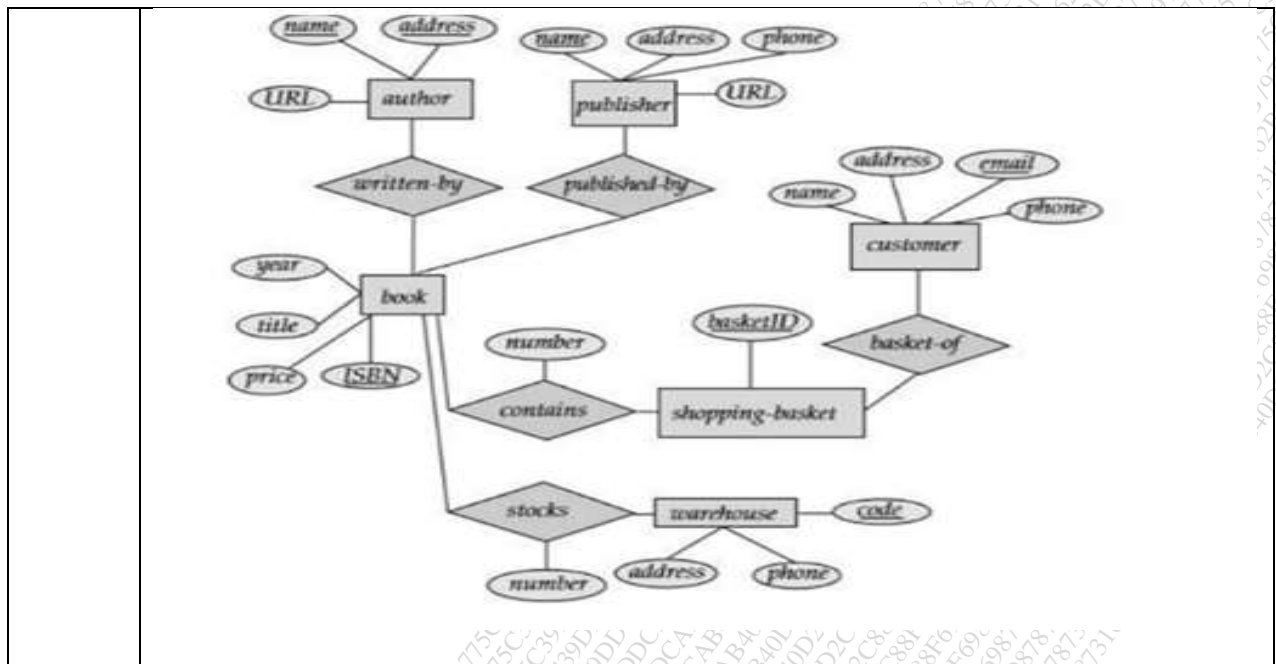 name address
name address phone
URL author
publisher URL
written-by published-by
address email
name phone
customer
year
book
title
price ISBN
number
contains
basketID
shopping-basket
basket-of
stocks warehouse code
number address phone